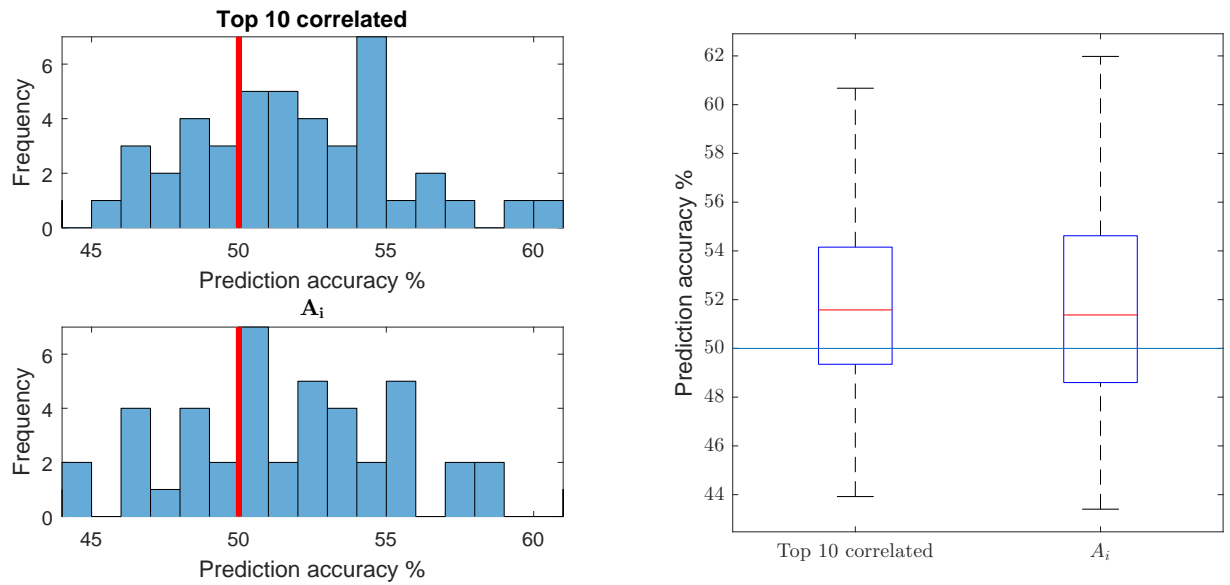 Top 10 correlated
6
4
2
0
Frequency
45 50 55 60
Prediction accuracy %
A_i
6
4
2
0
Frequency
45 50 55 60
Prediction accuracy %
62
60
58
56
54
52
50
48
46
44
Prediction accuracy %
Top 10 correlated A_i